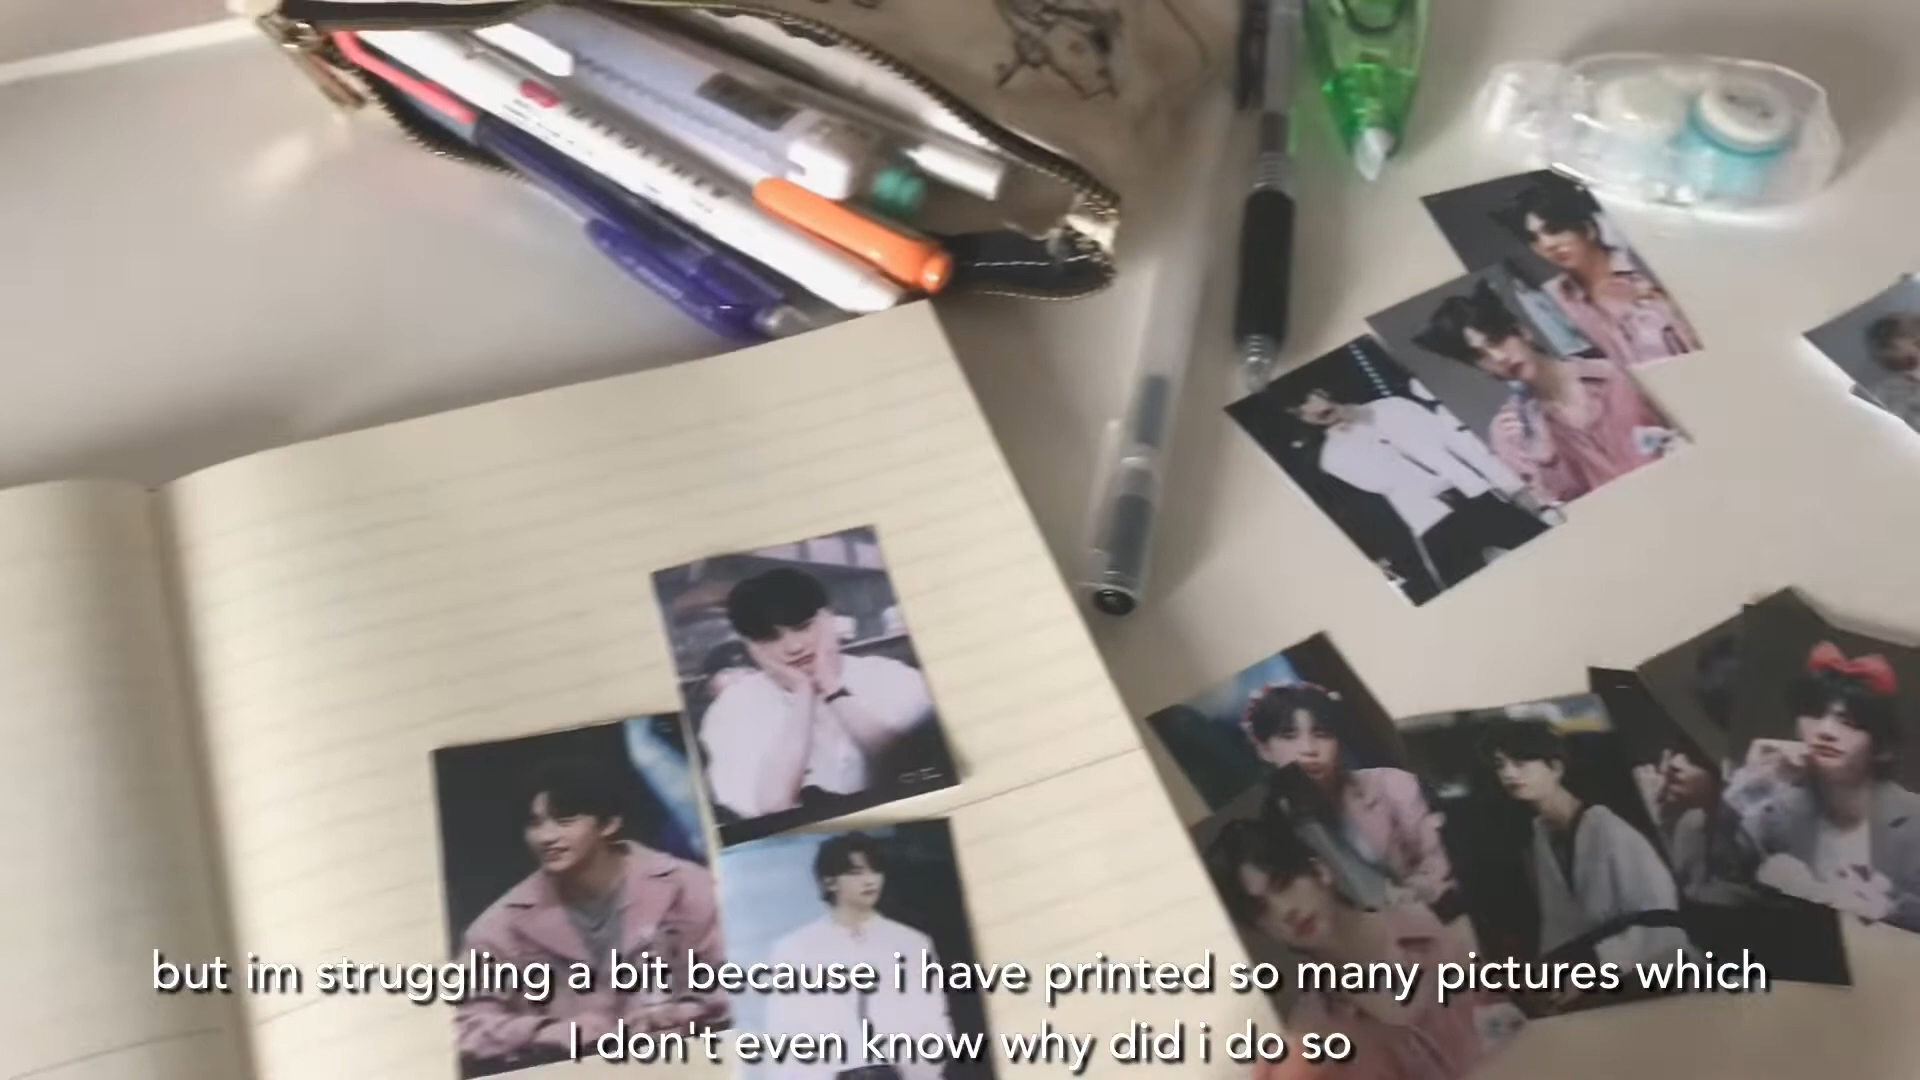 but im struggling a bit because i have printed so many pictures which
I don't even know why did i do so